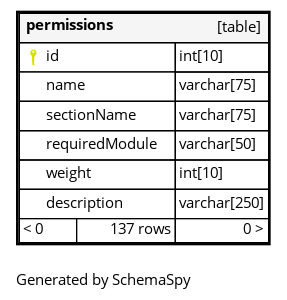 permissions [table]
id int[10]
name varchar[75]
sectionName varchar[75]
requiredModule varchar[50]
weight int[10]
description varchar[250]
< 0 137 rows 0 >
Generated by SchemaSpy